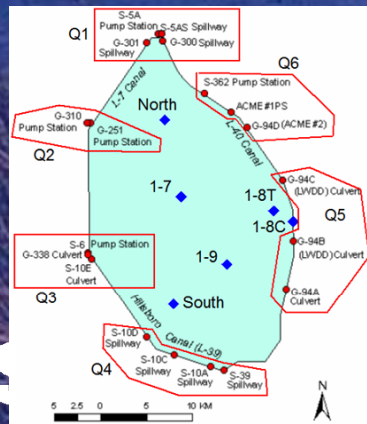 Q1
S-5A
Pump Station
S-5AS Spillway
G-301
Spillway
G-300 Spillway
L-7 Canal
Q6
S-362 Pump Station
ACME #1PS
G-94D (ACME #2)
L-40 Canal
North
G-310
Pump Station
G-251
Pump Station
Q2
1-7
1-8T
1-8C
G-94C
(LWDD) Culvert
Q5
G-94B
(LWDD) Culvert
G-94A
Culvert
S-6
Pump Station
G-338 Culvert
S-10E
Culvert
Q3
1-9
South
Hillsboro Canal (L-39)
S-10D
Spillway
S-10C
Spillway
S-10A
Spillway
S-39
Spillway
Q4
N
5 2.5 0 5 10 KM